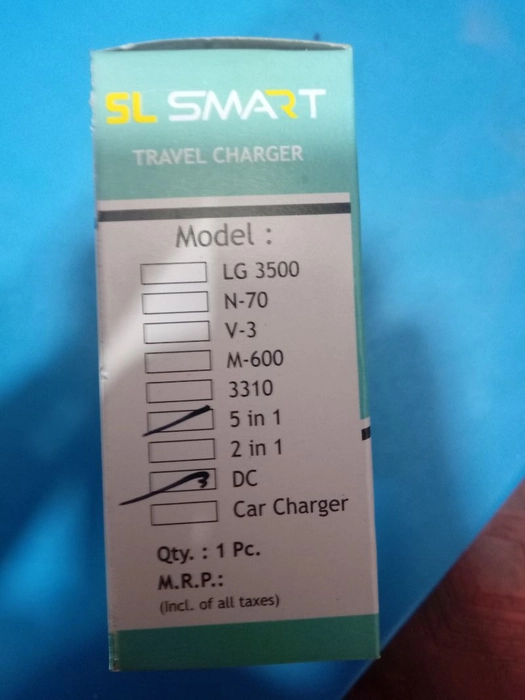 SL SMART
TRAVEL CHARGER
Model :
LG 3500
N-70
V-3
M-600
3310
5 in 1
2 in 1
DC
Car Charger
Qty. : 1 Pc.
M.R.P.:
(Incl. of all taxes)